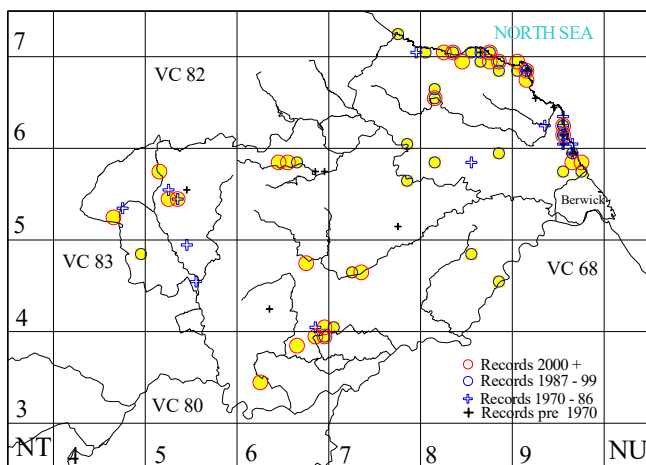 NORTH SEA
7
VC 82
6
Berwick
5
VC 83
VC 68
4
Records 2000 +
Records 1987 - 99
Records 1970 - 86
VC 80
Records pre 1970
3
NT 4 5 6 7 8 9 NU